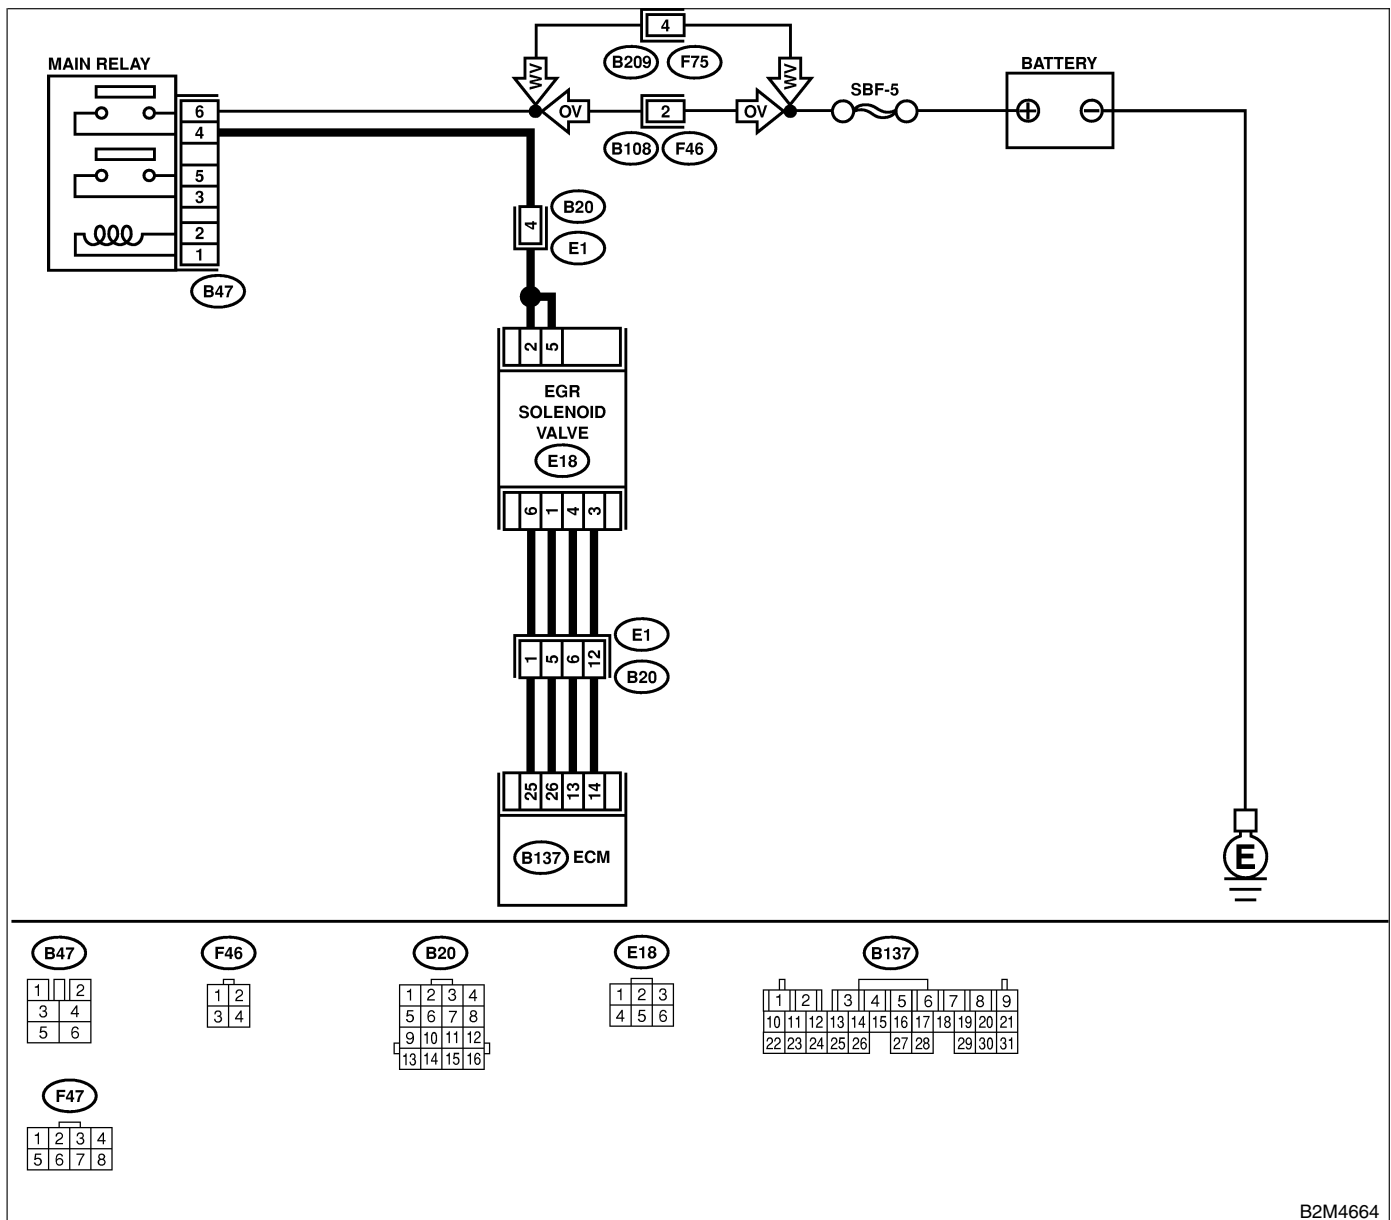 4
B209 F75
MAIN RELAY
WV
WV
BATTERY
SBF-5
6
OV
2
OV
+
−
4
B108 F46
5
3
2
1
B47
4
B20
E1
2 5
EGR
SOLENOID
VALVE
E18
6 1 4 3
E1
1 5 6 12
B20
25 26 13 14
B137 ECM
E
B47
1 2
3 4
5 6
F46
1 2
3 4
B20
1 2 3 4
5 6 7 8
9 10 11 12
13 14 15 16
E18
1 2 3
4 5 6
B137
1 2 3 4 5 6 7 8 9
10 11 12 13 14 15 16 17 18 19 20 21
22 23 24 25 26 27 28 29 30 31
F47
1 2 3 4
5 6 7 8
B2M4664